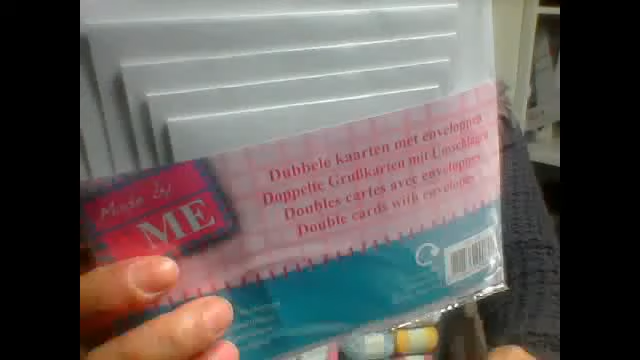 Made by
ME
Dubbele kaarten met enveloppen
Doppelte Grußkarten mit Umschlägen
Doubles cartes avec enveloppes
Double cards with envelopes